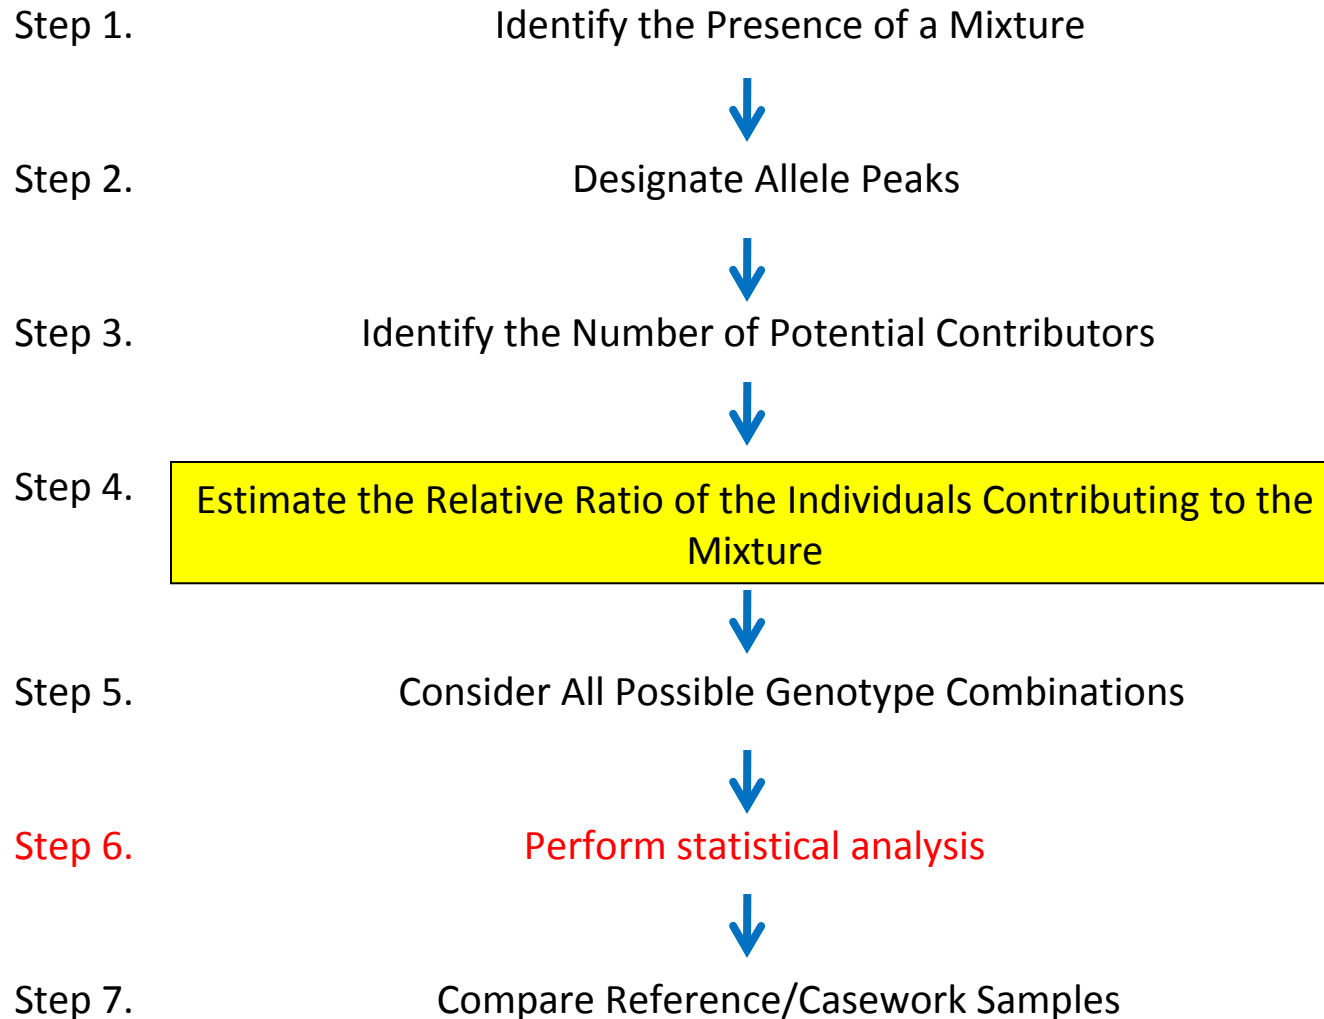 Step 1. Identify the Presence of a Mixture
Step 2. Designate Allele Peaks
Step 3. Identify the Number of Potential Contributors
Step 4. Estimate the Relative Ratio of the Individuals Contributing to the
Mixture
Step 5. Consider All Possible Genotype Combinations
Step 6. Perform statistical analysis
Step 7. Compare Reference/Casework Samples